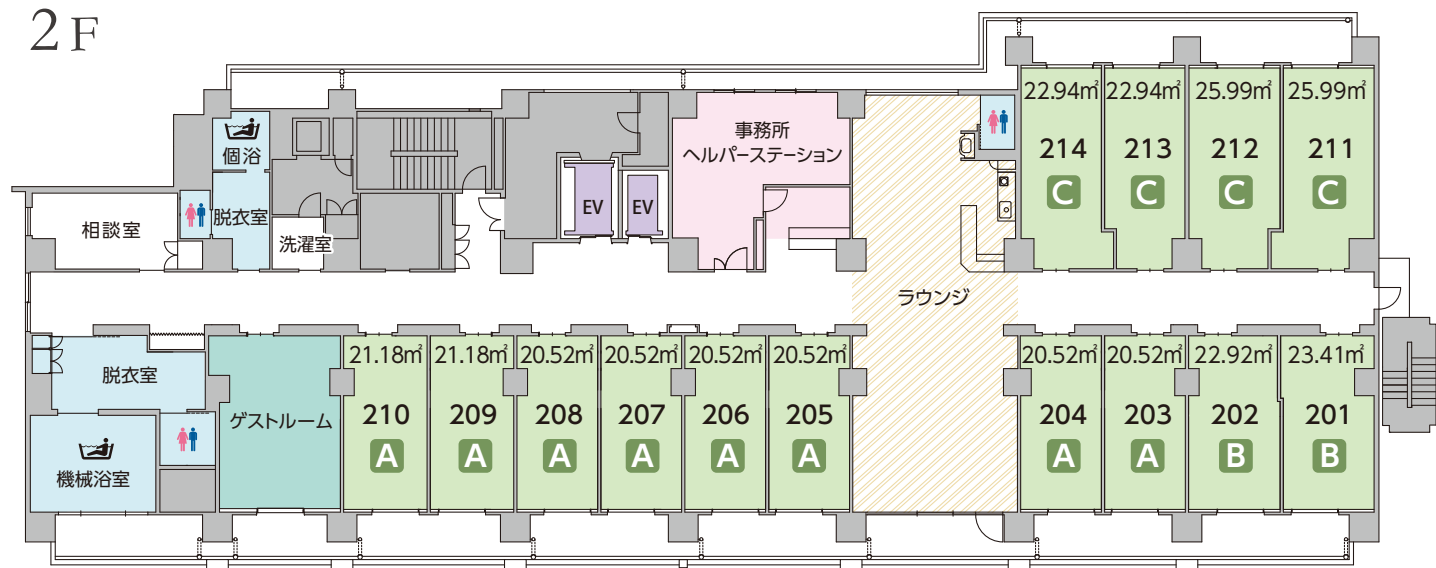 2F
22.94㎡
214
C
22.94㎡
213
C
25.99㎡
212
C
25.99㎡
211
C
事務所
ヘルパーステーション
個浴
脱衣室
相談室
洗濯室
EV
EV
ラウンジ
脱衣室
機械浴室
ゲストルーム
21.18㎡
210
A
21.18㎡
209
A
20.52㎡
208
A
20.52㎡
207
A
20.52㎡
206
A
20.52㎡
205
A
20.52㎡
204
A
20.52㎡
203
A
22.92㎡
202
B
23.41㎡
201
B